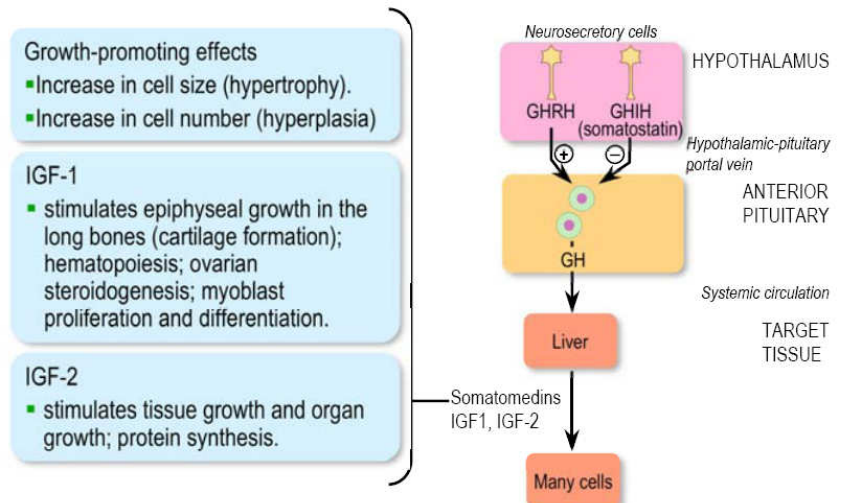 Growth-promoting effects
▪Increase in cell size (hypertrophy).
▪Increase in cell number (hyperplasia)
IGF-1
▪ stimulates epiphyseal growth in the
long bones (cartilage formation);
hematopoiesis; ovarian
steroidogenesis; myoblast
proliferation and differentiation.
IGF-2
▪ stimulates tissue growth and organ
growth; protein synthesis.
Neurosecretory cells
HYPOTHALAMUS
GHRH
GHIH
(somatostatin)
+
−
Hypothalamic-pituitary
portal vein
ANTERIOR
PITUITARY
GH
Systemic circulation
Liver
TARGET
TISSUE
Somatomedins
IGF1, IGF-2
Many cells